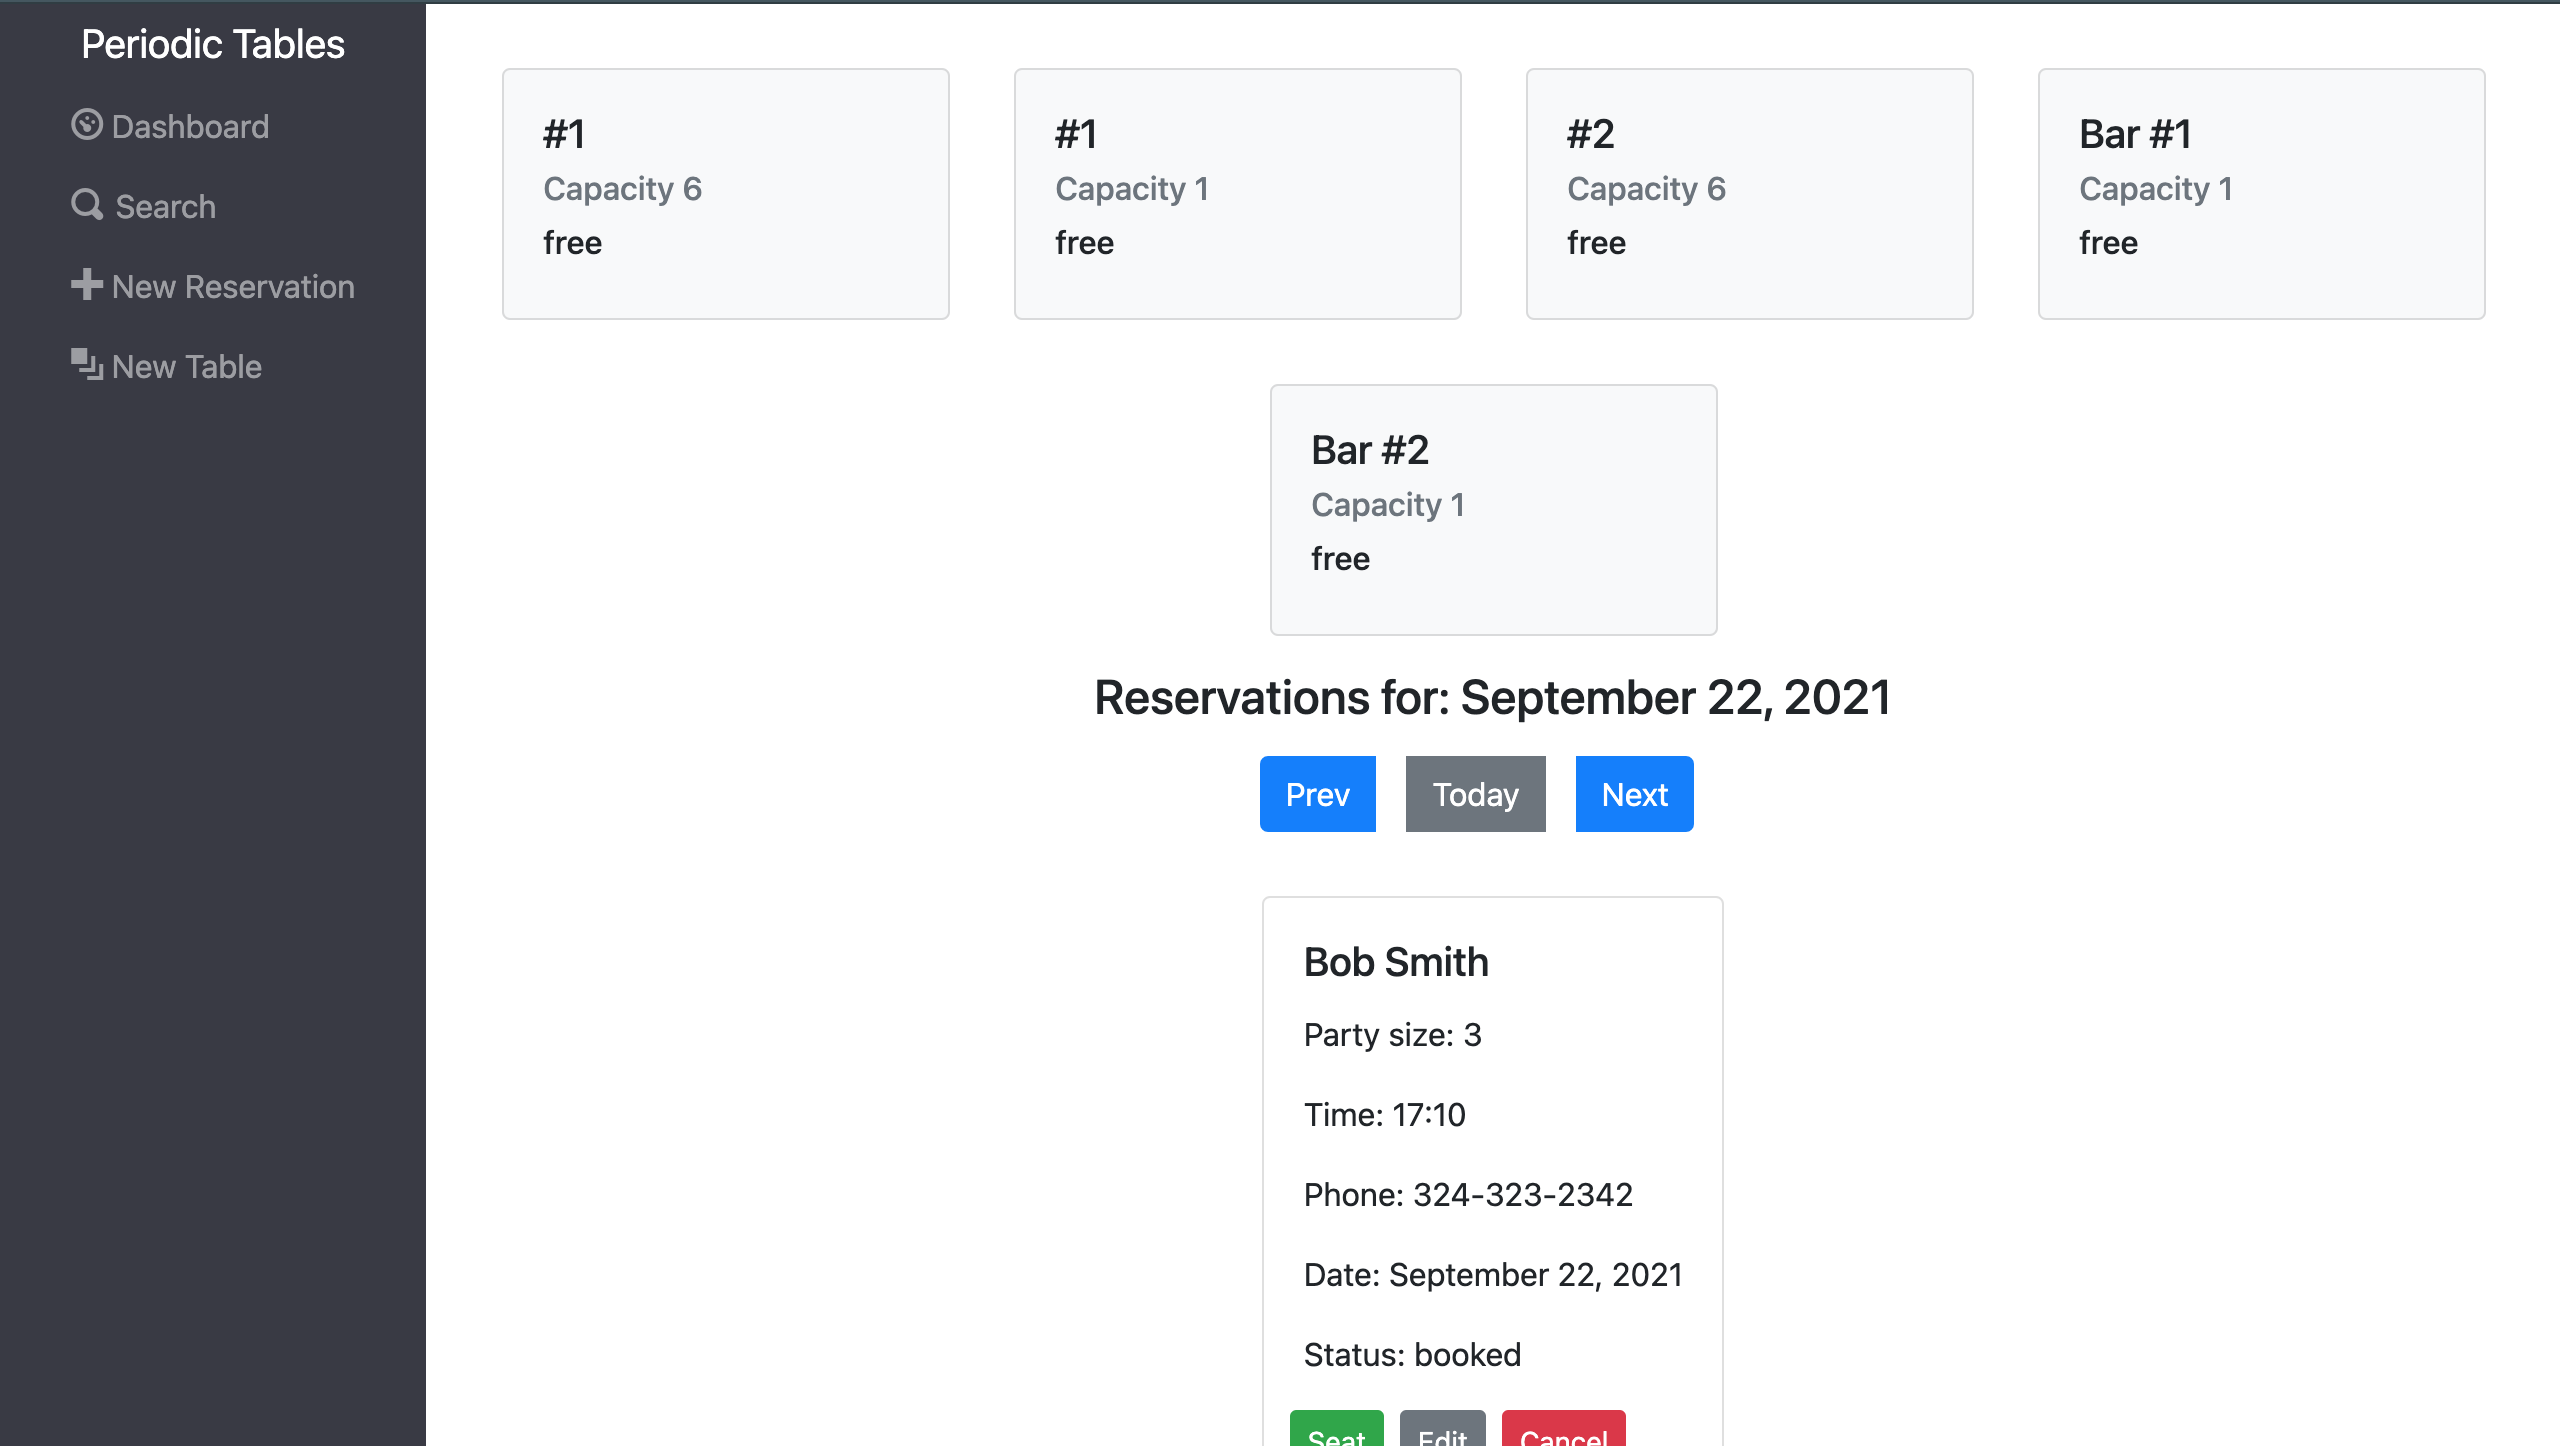 Periodic Tables
Dashboard
Search
New Reservation
New Table
#1
Capacity 6
free
#1
Capacity 1
free
#2
Capacity 6
free
Bar #1
Capacity 1
free
Bar #2
Capacity 1
free
Reservations for: September 22, 2021
Prev
Today
Next
Bob Smith
Party size: 3
Time: 17:10
Phone: 324-323-2342
Date: September 22, 2021
Status: booked
Seat
Edit
Cancel